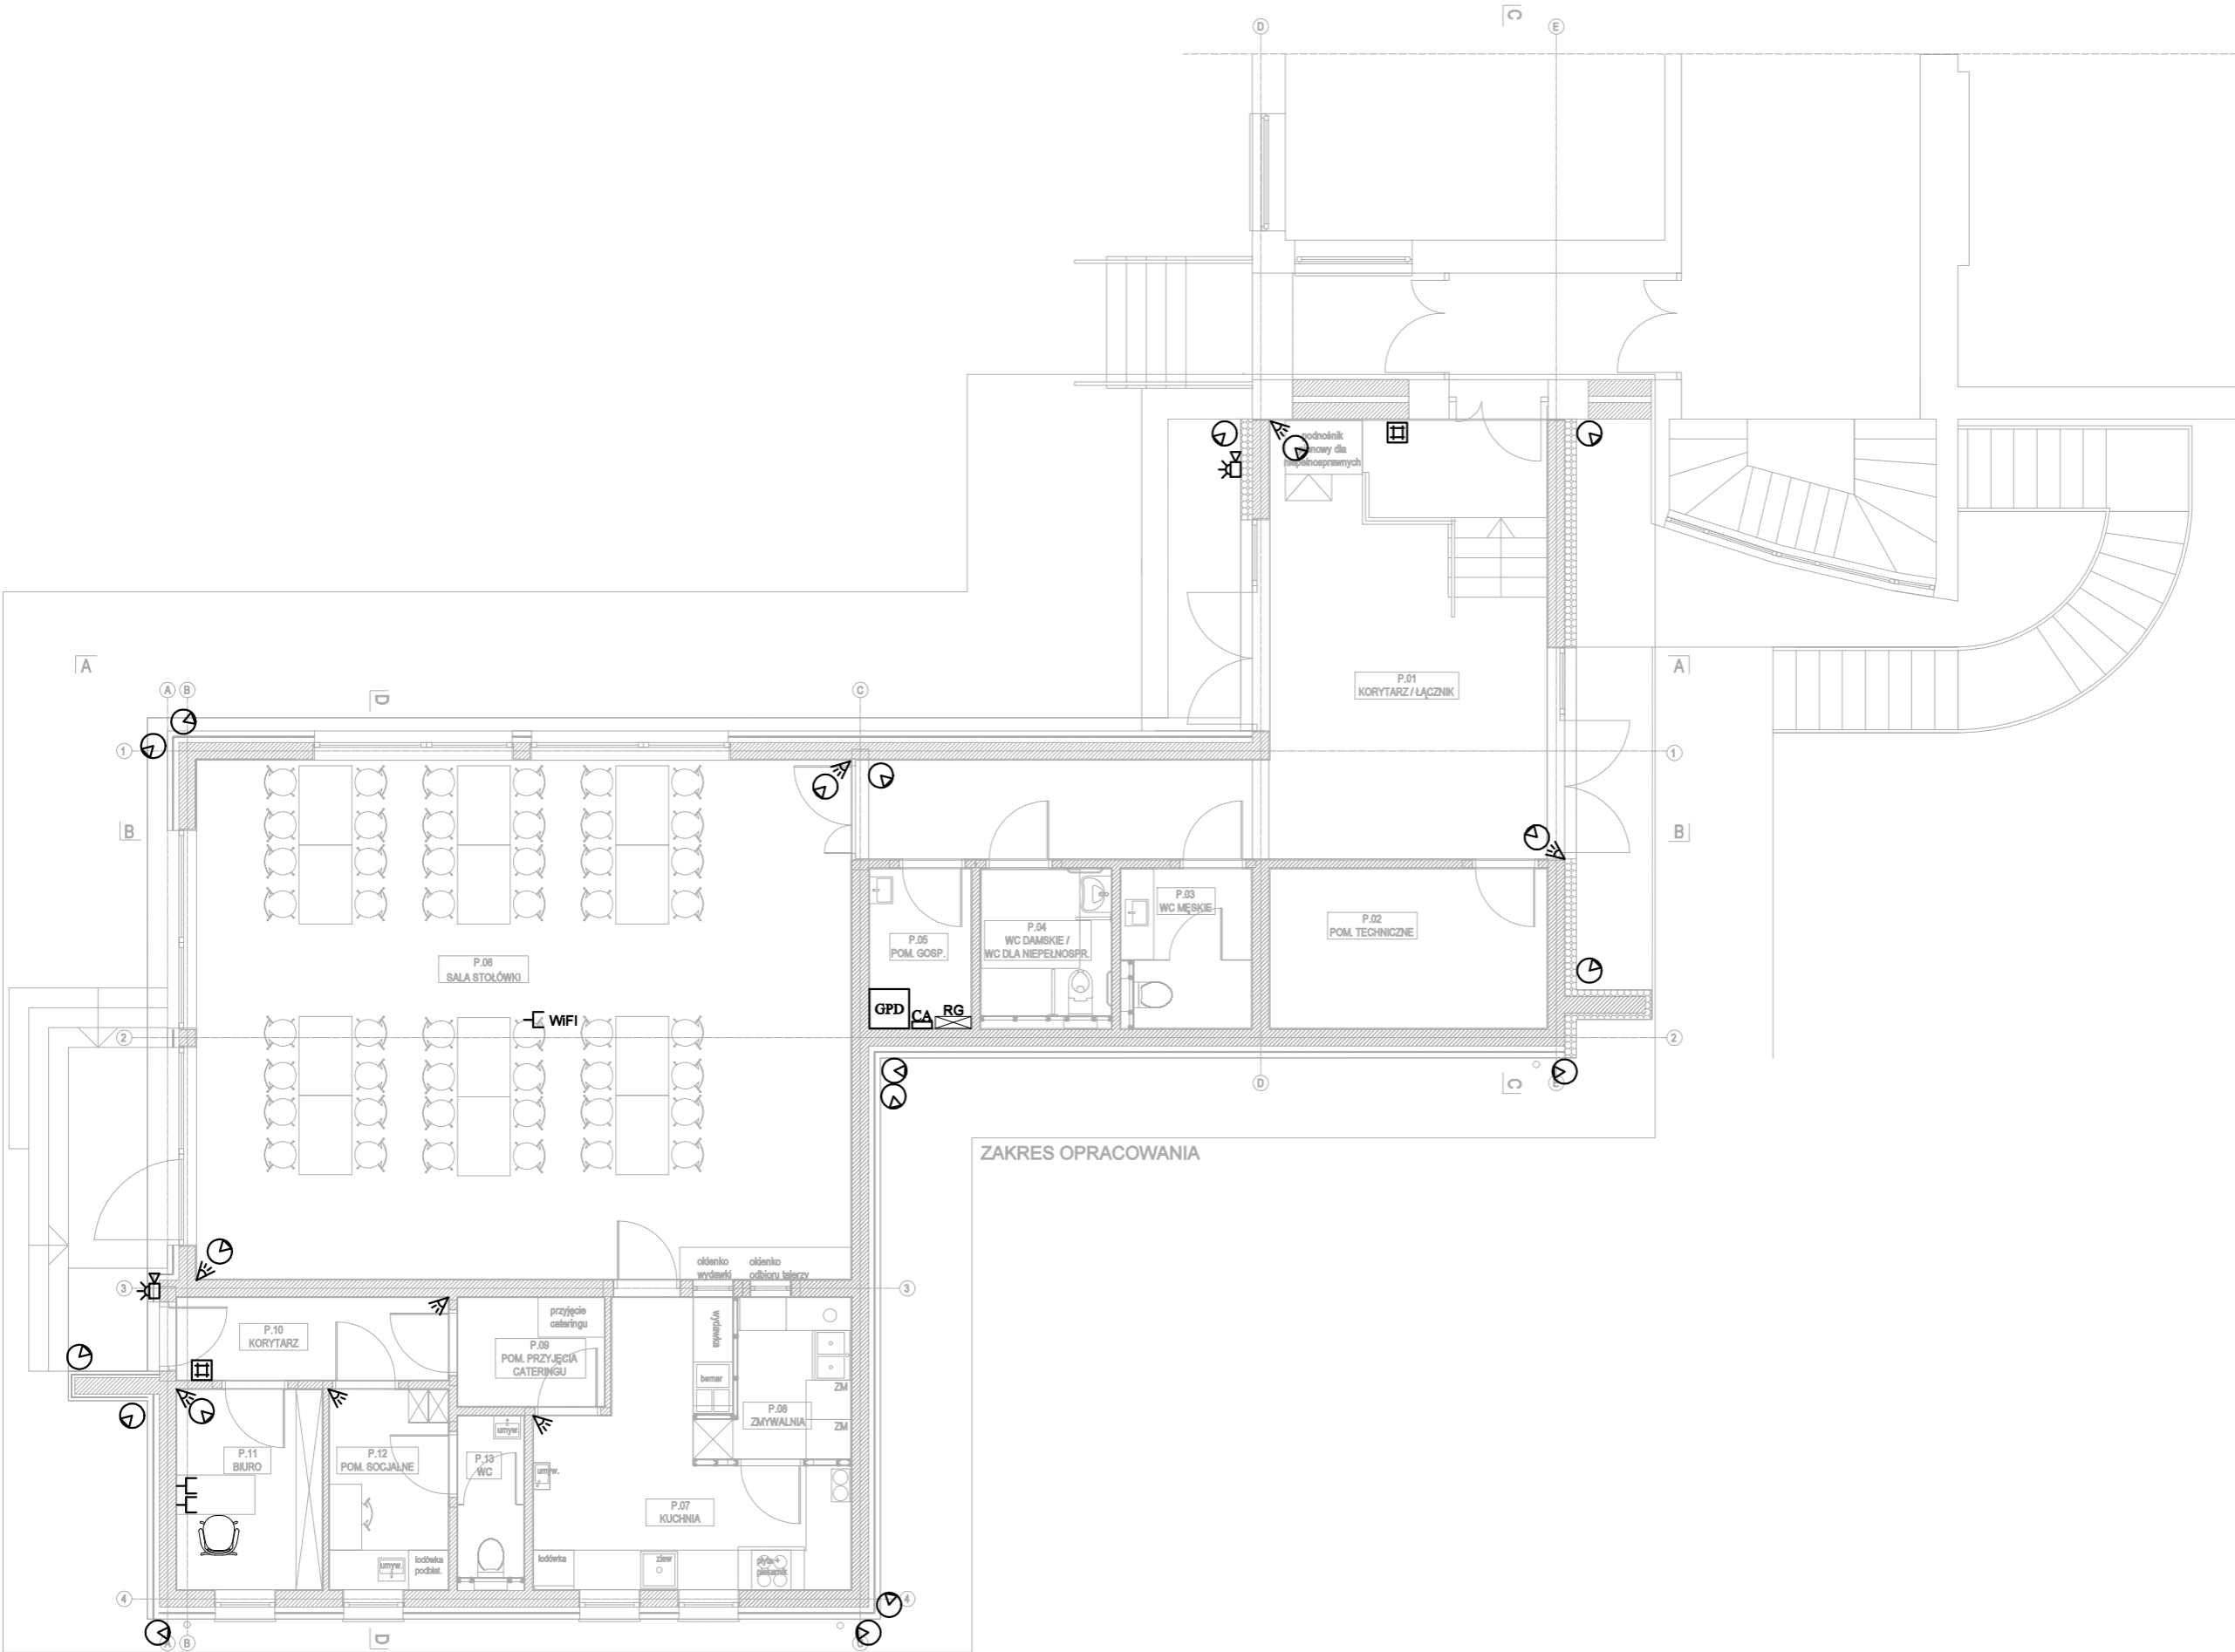 C
D
E
podnośnik
pionowy dla
niepełnosprawnych
A
A
P.01
KORYTARZ / ŁĄCZNIK
A
B
C
D
1
1
B
B
P.03
WC MĘSKIE
P.02
POM. TECHNICZNE
P.04
WC DAMSKIE /
WC DLA NIEPEŁNOSPR.
P.05
POM. GOSP.
P.06
SALA STOŁÓWKI
GPD
CA
RG
WiFI
2
2
D
C
E
ZAKRES OPRACOWANIA
okienko
wydawki
okienko
odbioru talerzy
3
3
przyjęcie
cateringu
wydawka
P.10
KORYTARZ
P.09
POM. PRZYJĘCIA
CATERINGU
bemar
ZM
P.08
ZMYWALNIA
ZM
umyw.
P.11
BIURO
P.12
POM. SOCJALNE
P.13
WC
umyw.
P.07
KUCHNIA
umyw.
lodówka
podblat.
lodówka
zlew
płyta +
piekarnik
4
4
A
B
D
C